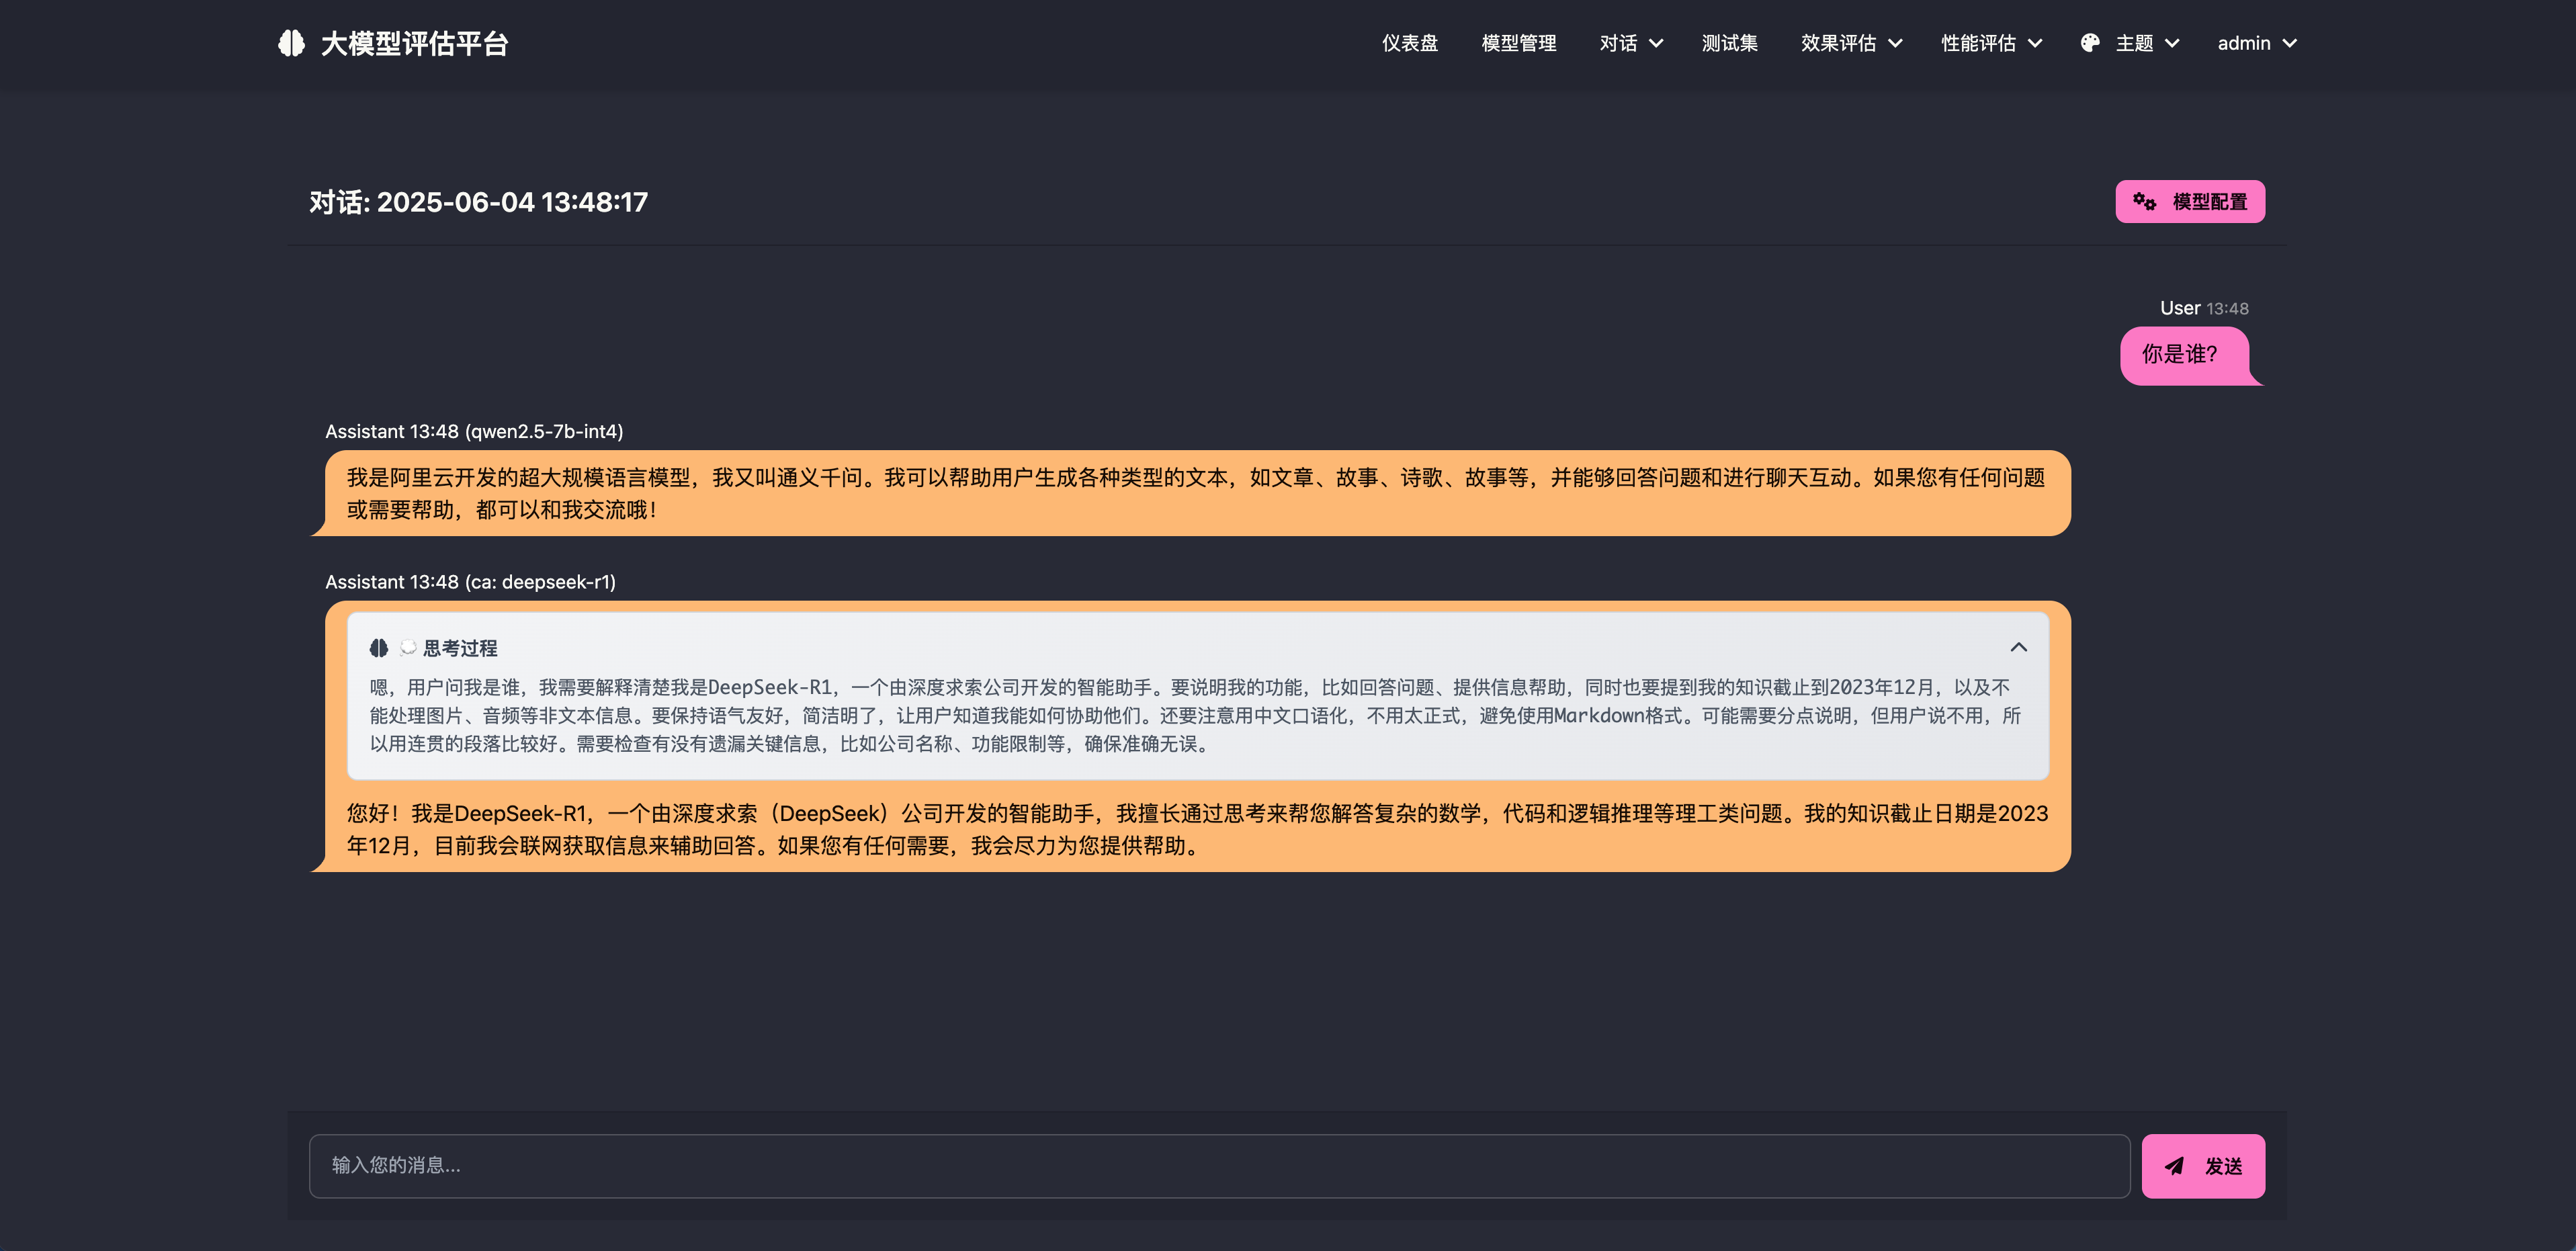 大模型评估平台
仪表盘 模型管理 对话 测试集 效果评估 性能评估 主题 admin
对话: 2025-06-04 13:48:17
模型配置
User 13:48
你是谁?
Assistant 13:48 (qwen2.5-7b-int4)
我是阿里云开发的超大规模语言模型，我又叫通义千问。我可以帮助用户生成各种类型的文本，如文章、故事、诗歌、故事等，并能够回答问题和进行聊天互动。如果您有任何问题
或需要帮助，都可以和我交流哦！
Assistant 13:48 (ca: deepseek-r1)
思考过程
嗯，用户问我是谁，我需要解释清楚我是DeepSeek-R1，一个由深度求索公司开发的智能助手。要说明我的功能，比如回答问题、提供信息帮助，同时也要提到我的知识截止到2023年12月，以及不
能处理图片、音频等非文本信息。要保持语气友好，简洁明了，让用户知道我能如何协助他们。还要注意用中文口语化，不用太正式，避免使用Markdown格式。可能需要分点说明，但用户说不用，所
以用连贯的段落比较好。需要检查有没有遗漏关键信息，比如公司名称、功能限制等，确保准确无误。
您好！我是DeepSeek-R1，一个由深度求索（DeepSeek）公司开发的智能助手，我擅长通过思考来帮您解答复杂的数学，代码和逻辑推理等理工类问题。我的知识截止日期是2023
年12月，目前我会联网获取信息来辅助回答。如果您有任何需要，我会尽力为您提供帮助。
输入您的消息...
发送